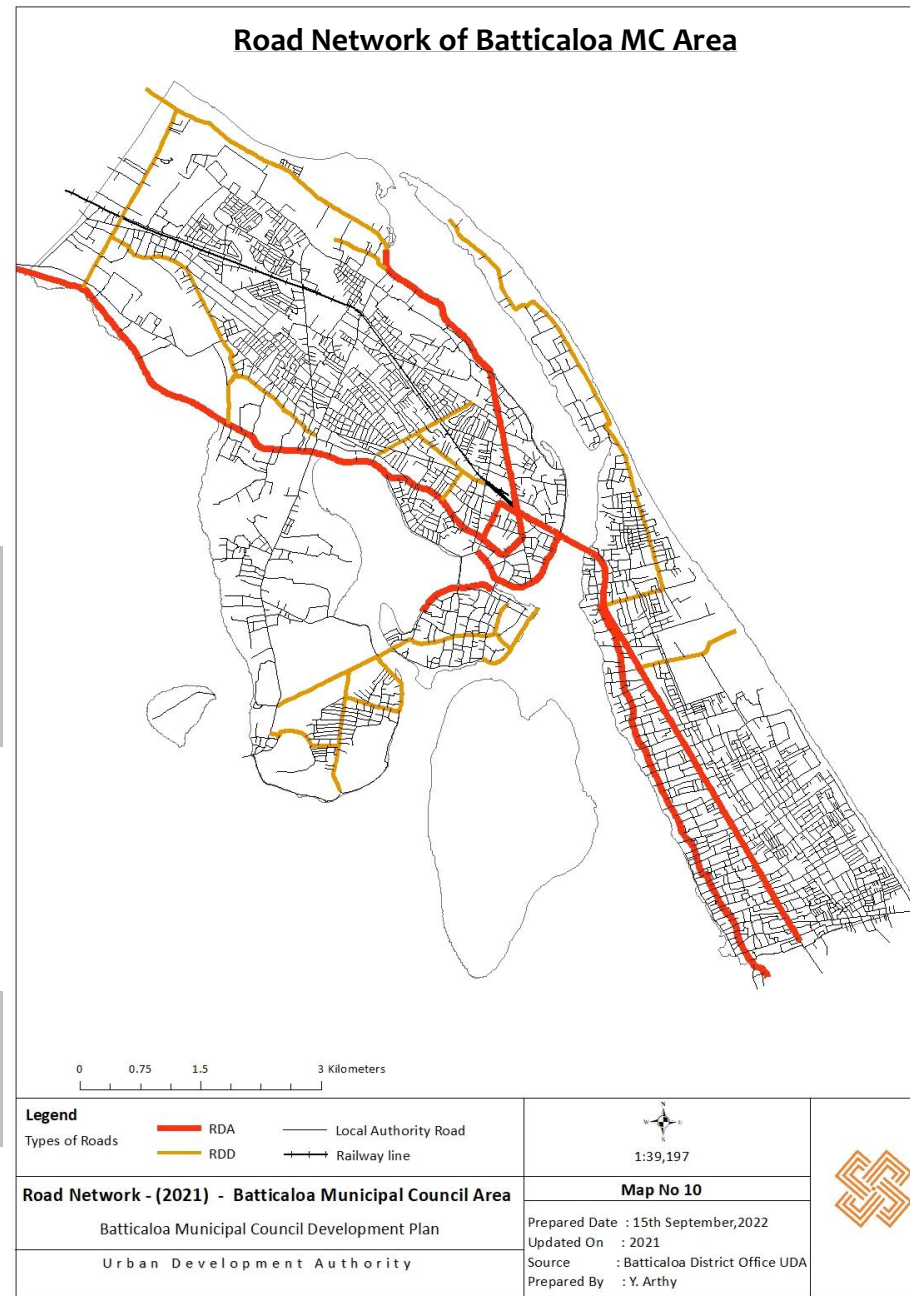 Road Network of Batticaloa MC Area
0 0.75 1.5 3 Kilometers
Legend
Types of Roads
RDA
RDD
Local Authority Road
Railway line
N
W E
S
1:39,197
Road Network - (2021) - Batticaloa Municipal Council Area
Batticaloa Municipal Council Development Plan
Urban Development Authority
Map No 10
Prepared Date : 15th September,2022
Updated On : 2021
Source : Batticaloa District Office UDA
Prepared By : Y. Arthy